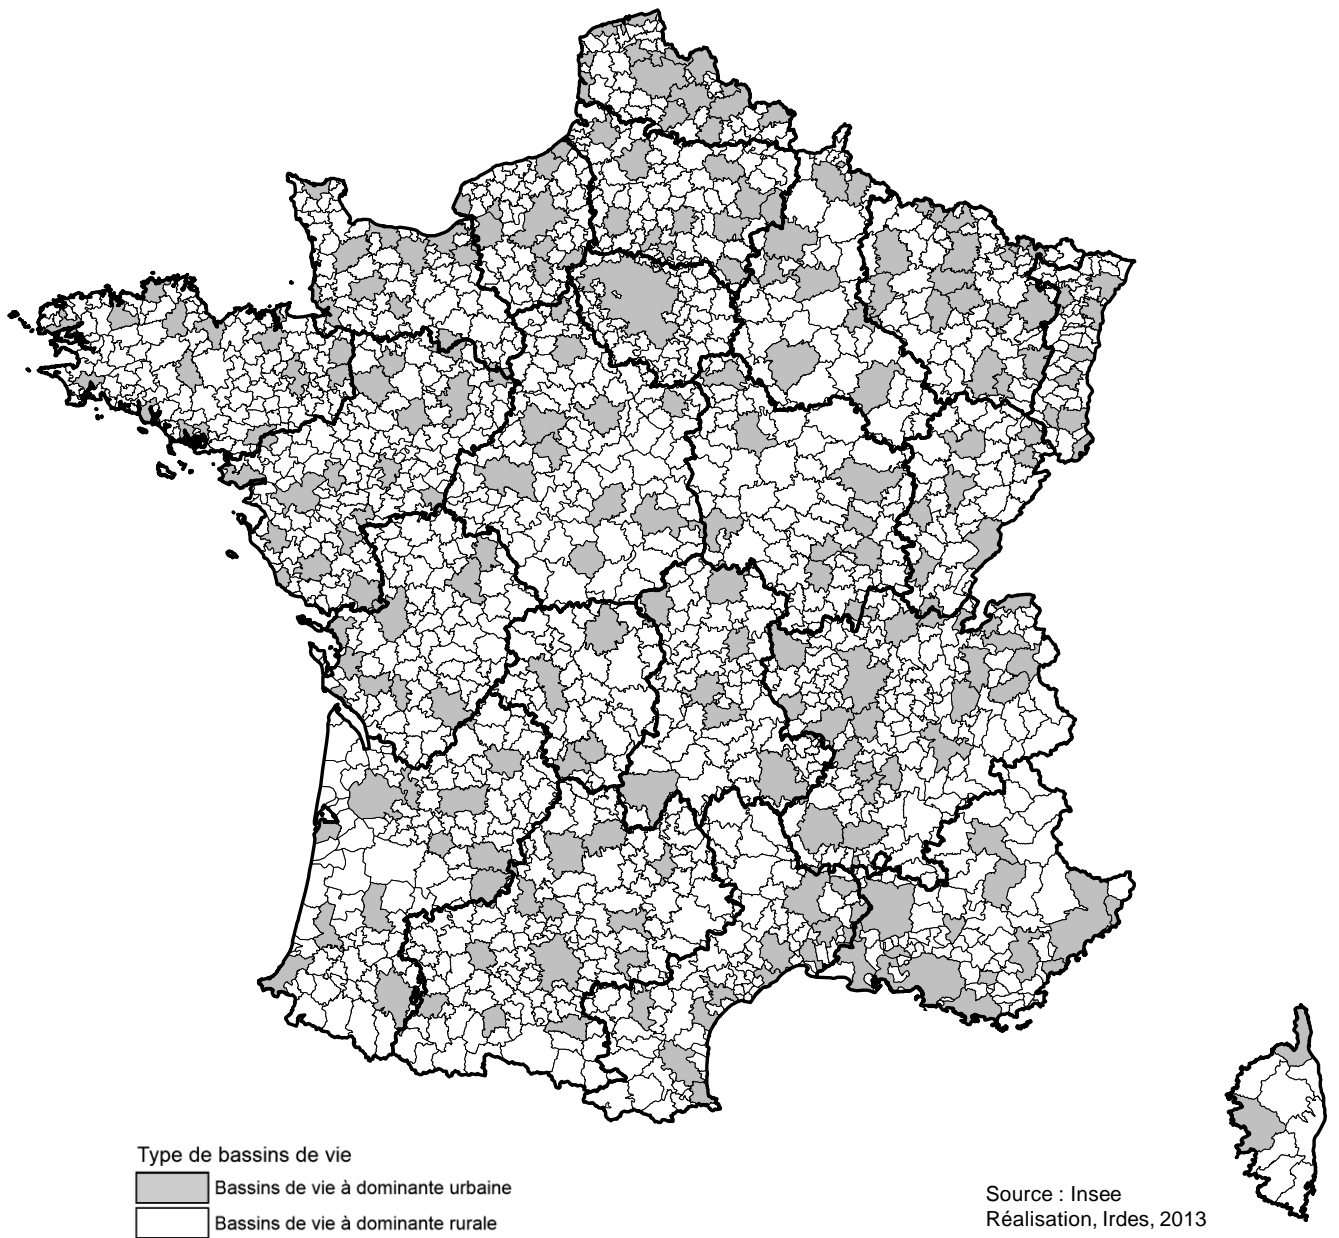 Type de bassins de vie
Bassins de vie à dominante urbaine
Bassins de vie à dominante rurale
Source : Insee
Réalisation, Irdes, 2013